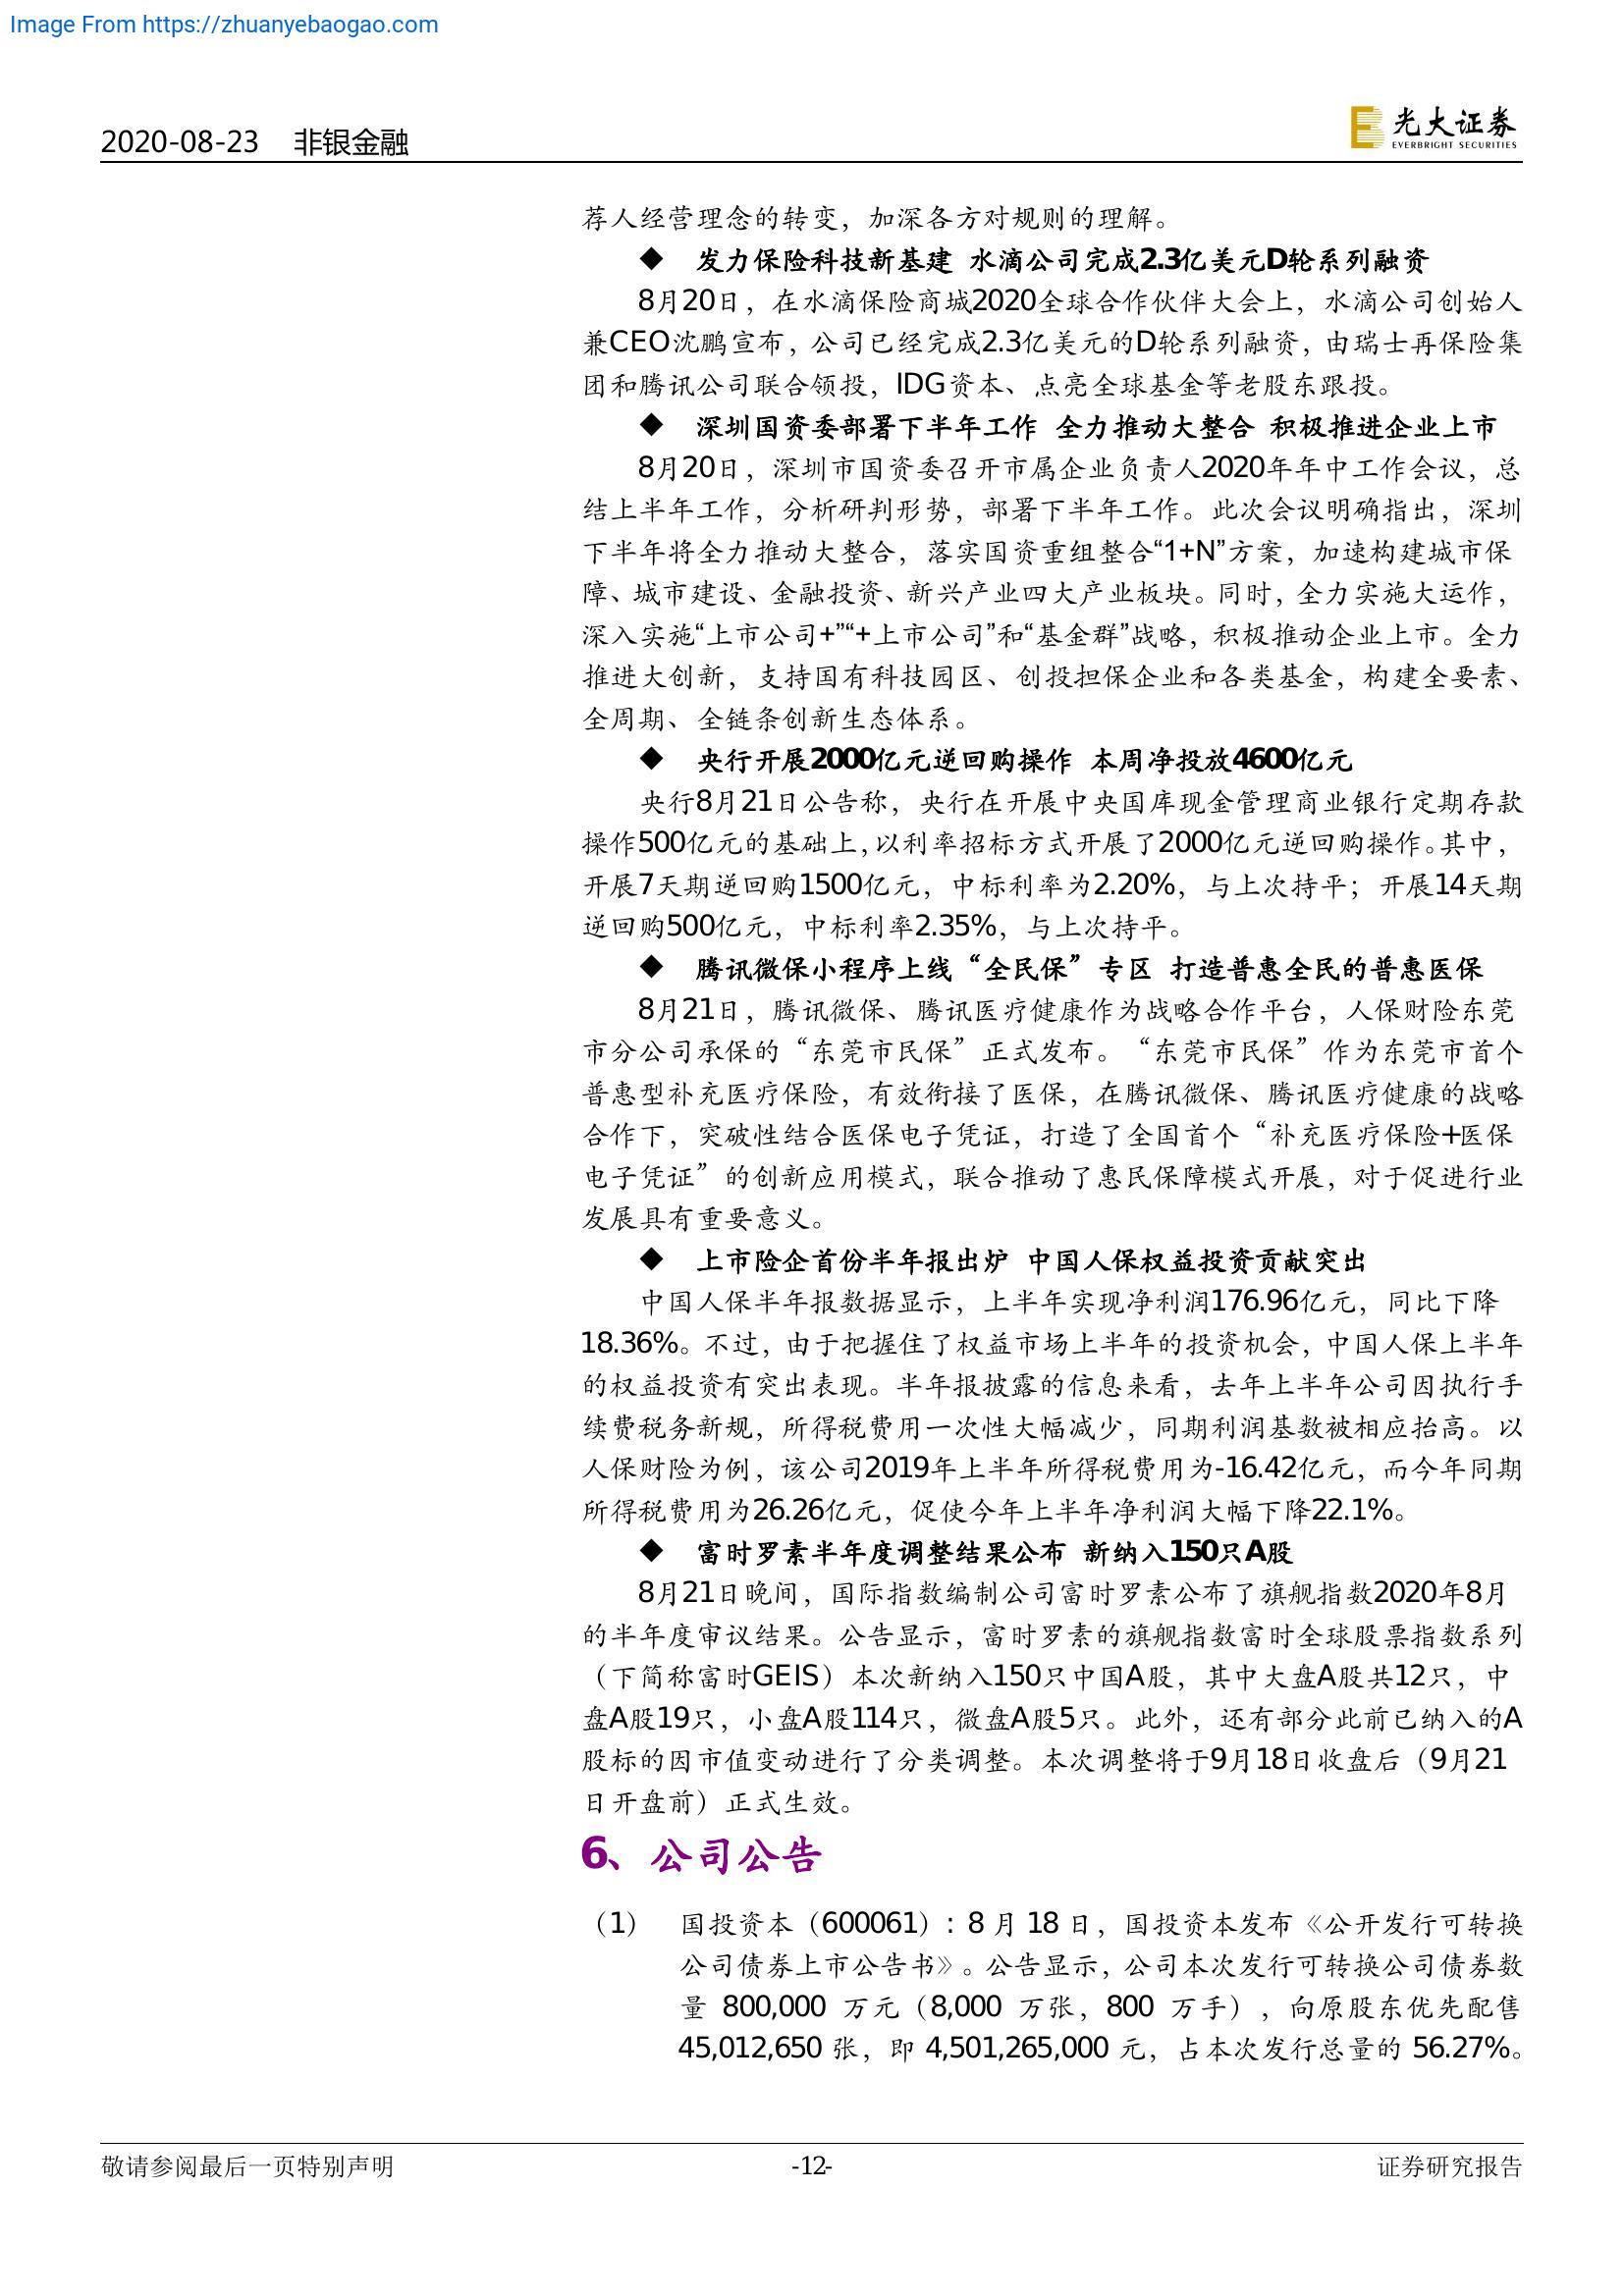 Image From https://zhuanyebaogao.com
2020-08-23 非银金融
光大证券
EVERBRIGHT SECURITIES
荐人经营理念的转变，加深各方对规则的理解。
◆ 发力保险科技新基建 水滴公司完成2.3亿美元D轮系列融资
8月20日，在水滴保险商城2020全球合作伙伴大会上，水滴公司创始人
兼CEO沈鹏宣布，公司已经完成2.3亿美元的D轮系列融资，由瑞士再保险集
团和腾讯公司联合领投，IDG资本、点亮全球基金等老股东跟投。
◆ 深圳国资委部署下半年工作 全力推动大整合 积极推进企业上市
8月20日，深圳市国资委召开市属企业负责人2020年年中工作会议，总
结上半年工作，分析研判形势，部署下半年工作。此次会议明确指出，深圳
下半年将全力推动大整合，落实国资重组整合“1+N”方案，加速构建城市保
障、城市建设、金融投资、新兴产业四大产业板块。同时，全力实施大运作，
深入实施“上市公司+”“+上市公司”和“基金群”战略，积极推动企业上市。全力
推进大创新，支持国有科技园区、创投担保企业和各类基金，构建全要素、
全周期、全链条创新生态体系。
◆ 央行开展2000亿元逆回购操作 本周净投放4600亿元
央行8月21日公告称，央行在开展中央国库现金管理商业银行定期存款
操作500亿元的基础上，以利率招标方式开展了2000亿元逆回购操作。其中，
开展7天期逆回购1500亿元，中标利率为2.20%，与上次持平；开展14天期
逆回购500亿元，中标利率2.35%，与上次持平。
◆ 腾讯微保小程序上线“全民保”专区 打造普惠全民的普惠医保
8月21日，腾讯微保、腾讯医疗健康作为战略合作平台，人保财险东莞
市分公司承保的“东莞市民保”正式发布。“东莞市民保”作为东莞市首个
普惠型补充医疗保险，有效衔接了医保，在腾讯微保、腾讯医疗健康的战略
合作下，突破性结合医保电子凭证，打造了全国首个“补充医疗保险+医保
电子凭证”的创新应用模式，联合推动了惠民保障模式开展，对于促进行业
发展具有重要意义。
◆ 上市险企首份半年报出炉 中国人保权益投资贡献突出
中国人保半年报数据显示，上半年实现净利润176.96亿元，同比下降
18.36%。不过，由于把握住了权益市场上半年的投资机会，中国人保上半年
的权益投资有突出表现。半年报披露的信息来看，去年上半年公司因执行手
续费税务新规，所得税费用一次性大幅减少，同期利润基数被相应抬高。以
人保财险为例，该公司2019年上半年所得税费用为-16.42亿元，而今年同期
所得税费用为26.26亿元，促使今年上半年净利润大幅下降22.1%。
◆ 富时罗素半年度调整结果公布 新纳入150只A股
8月21日晚间，国际指数编制公司富时罗素公布了旗舰指数2020年8月
的半年度审议结果。公告显示，富时罗素的旗舰指数富时全球股票指数系列
（下简称富时GEIS）本次新纳入150只中国A股，其中大盘A股共12只，中
盘A股19只，小盘A股114只，微盘A股5只。此外，还有部分此前已纳入的A
股标的因市值变动进行了分类调整。本次调整将于9月18日收盘后（9月21
日开盘前）正式生效。
6、公司公告
（1） 国投资本（600061）: 8 月 18 日，国投资本发布《公开发行可转换
公司债券上市公告书》。公告显示，公司本次发行可转换公司债券数
量 800,000 万元（8,000 万张，800 万手），向原股东优先配售
45,012,650 张，即 4,501,265,000 元，占本次发行总量的 56.27%。
敬请参阅最后一页特别声明 -12- 证券研究报告